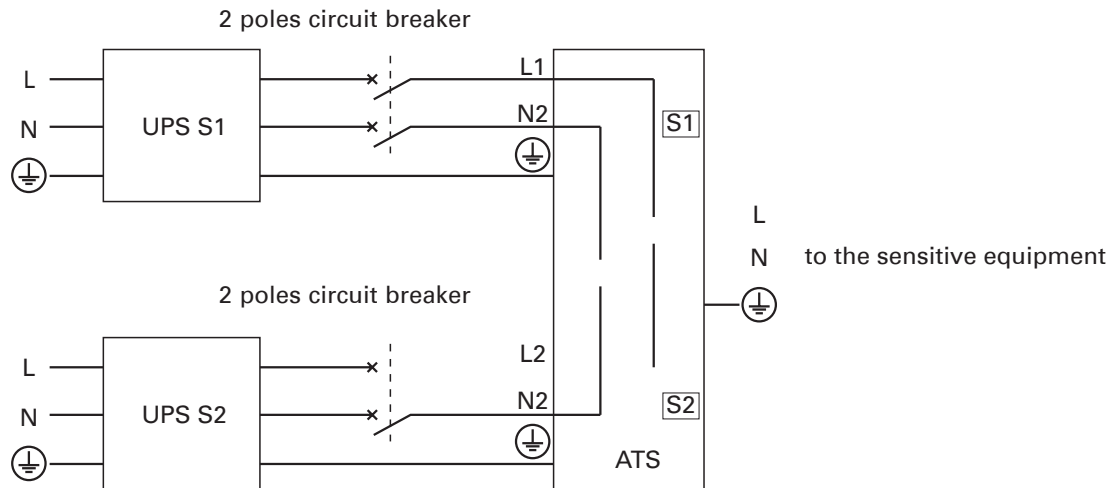 2 poles circuit breaker
L
N
UPS S1
L1
N2
S1
L
N
to the sensitive equipment
2 poles circuit breaker
L
N
UPS S2
L2
N2
S2
ATS